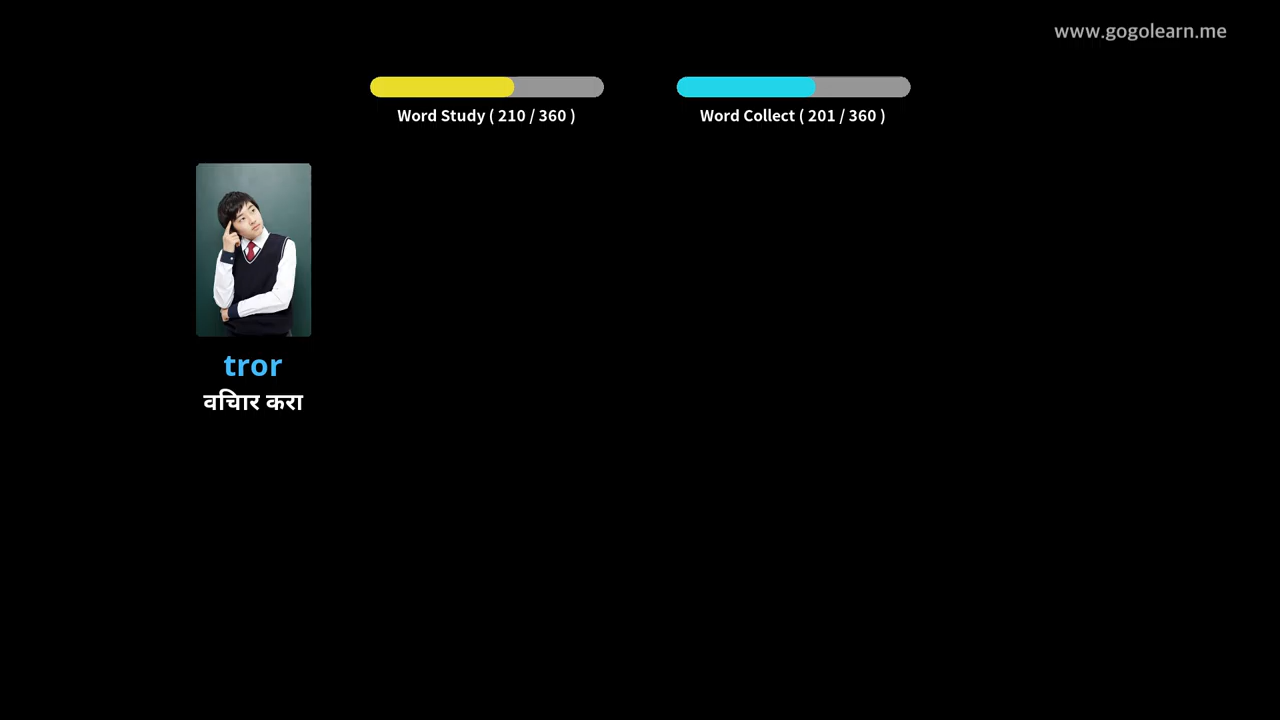 www.gogolearn.me
Word Study ( 210 / 360 )
Word Collect ( 201 / 360 )
tror
विचार करा